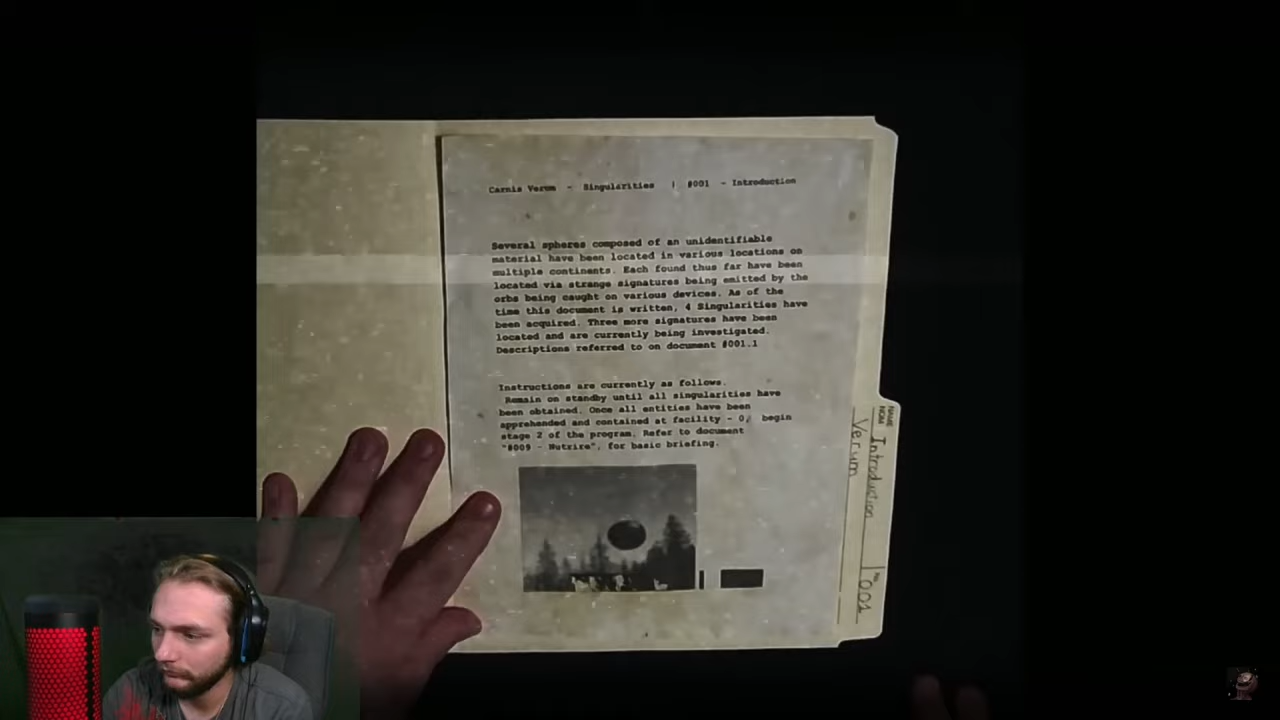 Carnis Verum - Singularities | #001 - Introduction
Several spheres composed of an unidentifiable
material have been located in various locations on
multiple continents. Each found thus far have been
located via strange signatures being emitted by the
orbs being caught on various devices. As of the
time this document is written, 4 Singularities have
been acquired. Three more signatures have been
located and are currently being investigated.
Descriptions referred to on document #001.1
Instructions are currently as follows.
Remain on standby until all singularities have
been obtained. Once all entities have been
apprehended and contained at facility - 0, begin
stage 2 of the program. Refer to document
"#009 - Nutrire", for basic briefing.
NAME
NOM
Introduction
Verum
No.
001